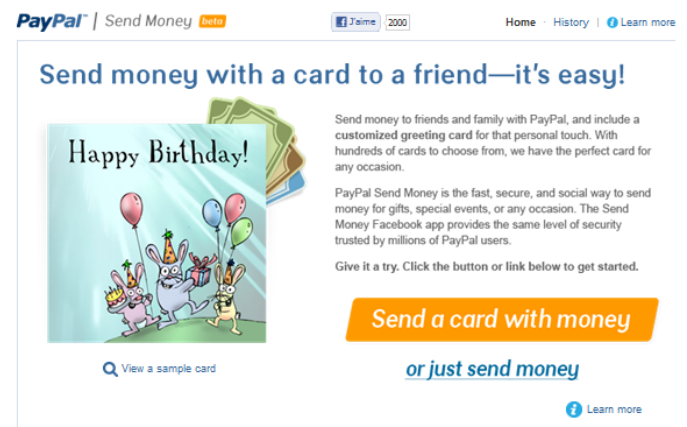 PayPal™ | Send Money beta
J'aime 2000
Home · History | Learn more
Send money with a card to a friend—it's easy!
Happy Birthday!
Send money to friends and family with PayPal, and include a
customized greeting card for that personal touch. With
hundreds of cards to choose from, we have the perfect card for
any occasion.
PayPal Send Money is the fast, secure, and social way to send
money for gifts, special events, or any occasion. The Send
Money Facebook app provides the same level of security
trusted by millions of PayPal users.
Give it a try. Click the button or link below to get started.
Send a card with money
View a sample card
or just send money
Learn more